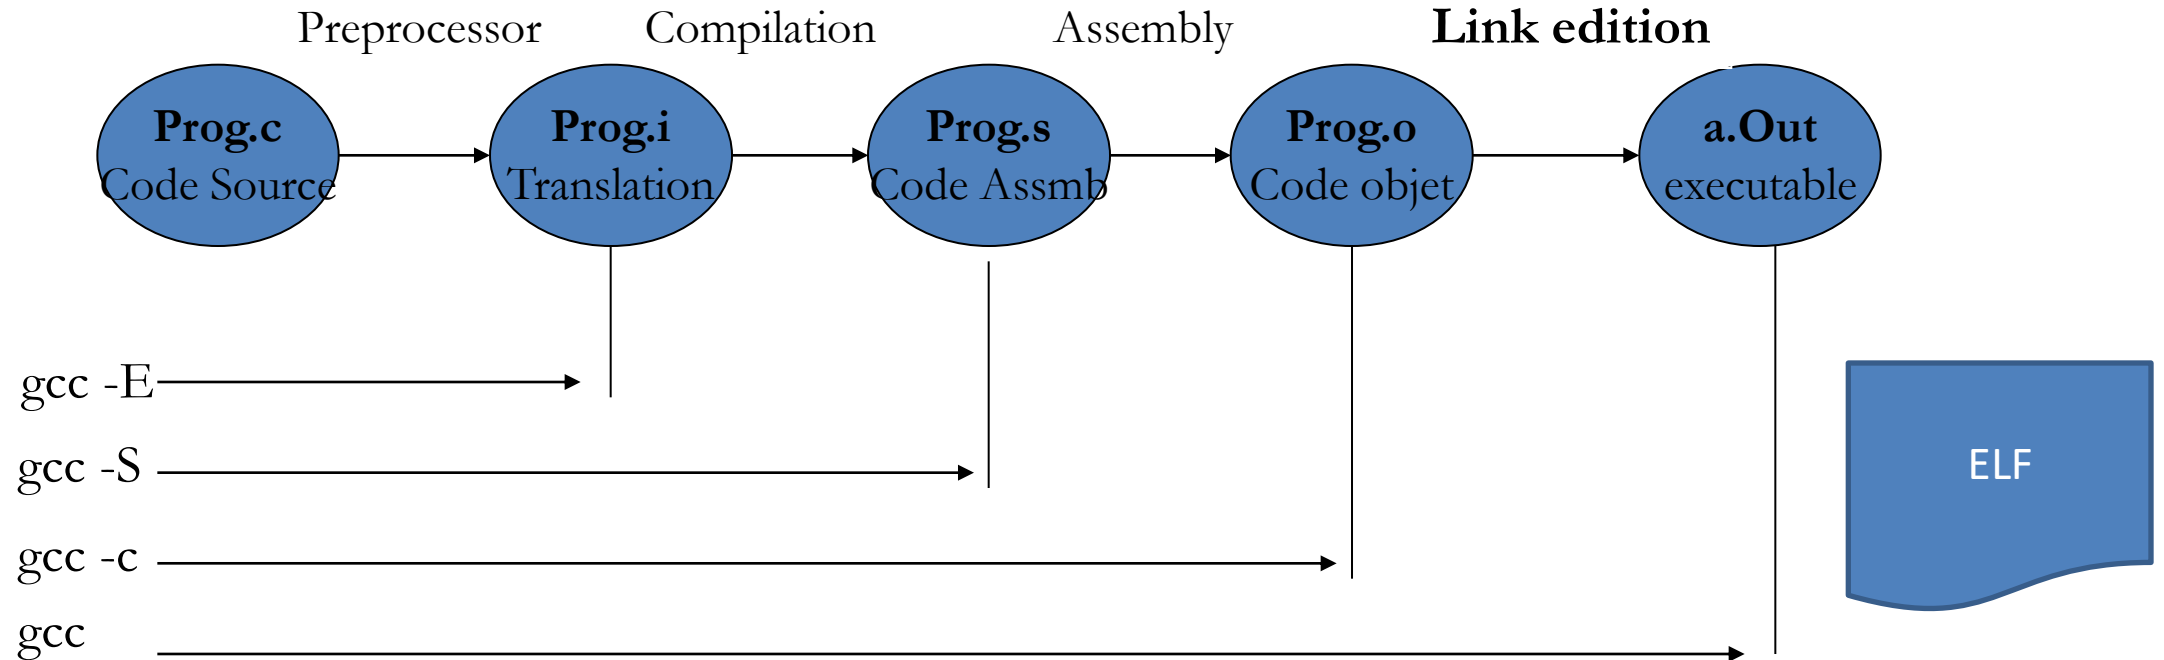 Preprocessor Compilation Assembly Link edition
Prog.c Prog.i Prog.s Prog.o a.Out
Code Source Translation Code Assmb Code objet executable
gcc -E
gcc -S
ELF
gcc -c
gcc